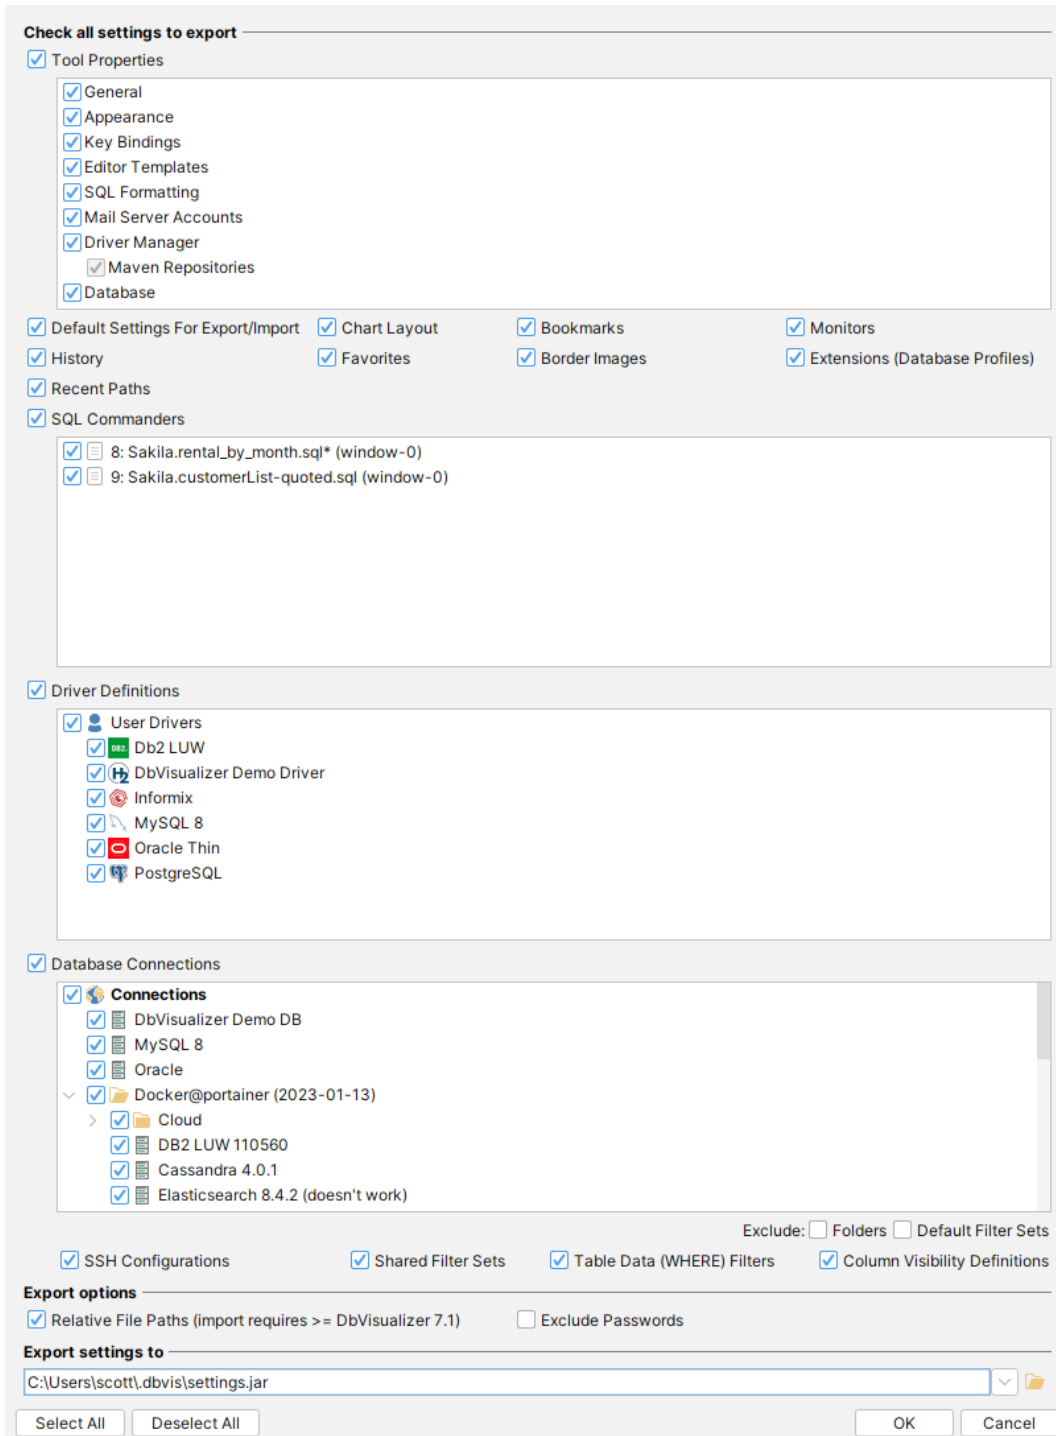 Check all settings to export
Tool Properties
General
Appearance
Key Bindings
Editor Templates
SQL Formatting
Mail Server Accounts
Driver Manager
Maven Repositories
Database
Default Settings For Export/Import Chart Layout Bookmarks Monitors
History Favorites Border Images Extensions (Database Profiles)
Recent Paths
SQL Commanders
8: Sakila.rental_by_month.sql* (window-0)
9: Sakila.customerList-quoted.sql (window-0)
Driver Definitions
User Drivers
DB2. Db2 LUW
H2 DbVisualizer Demo Driver
Informix
MySQL 8
Oracle Thin
PostgreSQL
Database Connections
Connections
DbVisualizer Demo DB
MySQL 8
Oracle
Docker@portainer (2023-01-13)
Cloud
DB2 LUW 110560
Cassandra 4.0.1
Elasticsearch 8.4.2 (doesn't work)
Exclude: Folders Default Filter Sets
SSH Configurations Shared Filter Sets Table Data (WHERE) Filters Column Visibility Definitions
Export options
Relative File Paths (import requires >= DbVisualizer 7.1) Exclude Passwords
Export settings to
C:\Users\scott\.dbvis\settings.jar
Select All Deselect All OK Cancel